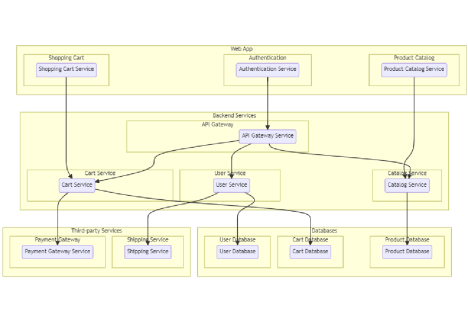 Web App
Shopping Cart
Authentication
Product Catalog
Shopping Cart Service
Authentication Service
Product Catalog Service
Backend Services
API Gateway
API Gateway Service
Cart Service
User Service
Catalog Service
Cart Service
User Service
Catalog Service
Third-party Services
Databases
Payment Gateway
Shipping Service
User Database
Cart Database
Product Database
Payment Gateway Service
Shipping Service
User Database
Cart Database
Product Database